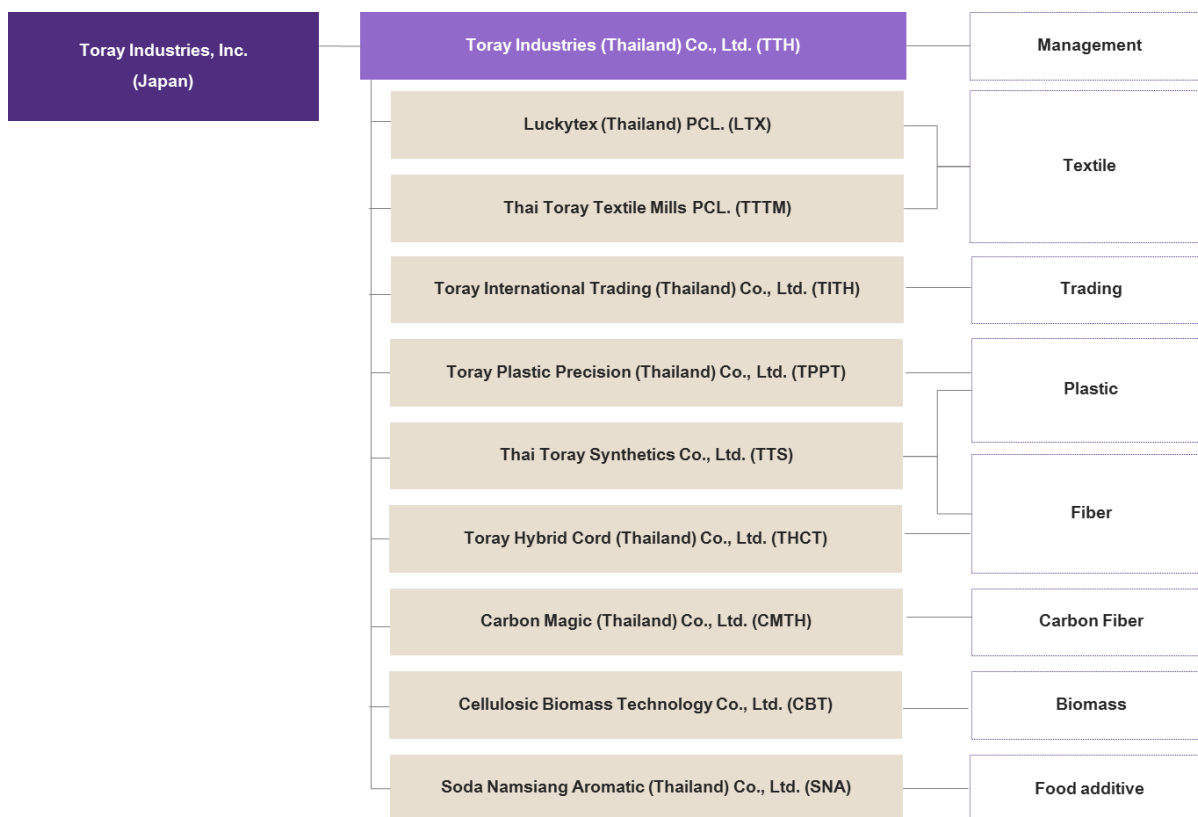 Toray Industries, Inc.
(Japan)
Toray Industries (Thailand) Co., Ltd. (TTH)
Management
Luckytex (Thailand) PCL. (LTX)
Thai Toray Textile Mills PCL. (TTTM)
Textile
Toray International Trading (Thailand) Co., Ltd. (TITH)
Trading
Toray Plastic Precision (Thailand) Co., Ltd. (TPPT)
Plastic
Thai Toray Synthetics Co., Ltd. (TTS)
Fiber
Toray Hybrid Cord (Thailand) Co., Ltd. (THCT)
Carbon Magic (Thailand) Co., Ltd. (CMTH)
Carbon Fiber
Cellulosic Biomass Technology Co., Ltd. (CBT)
Biomass
Soda Namsiang Aromatic (Thailand) Co., Ltd. (SNA)
Food additive